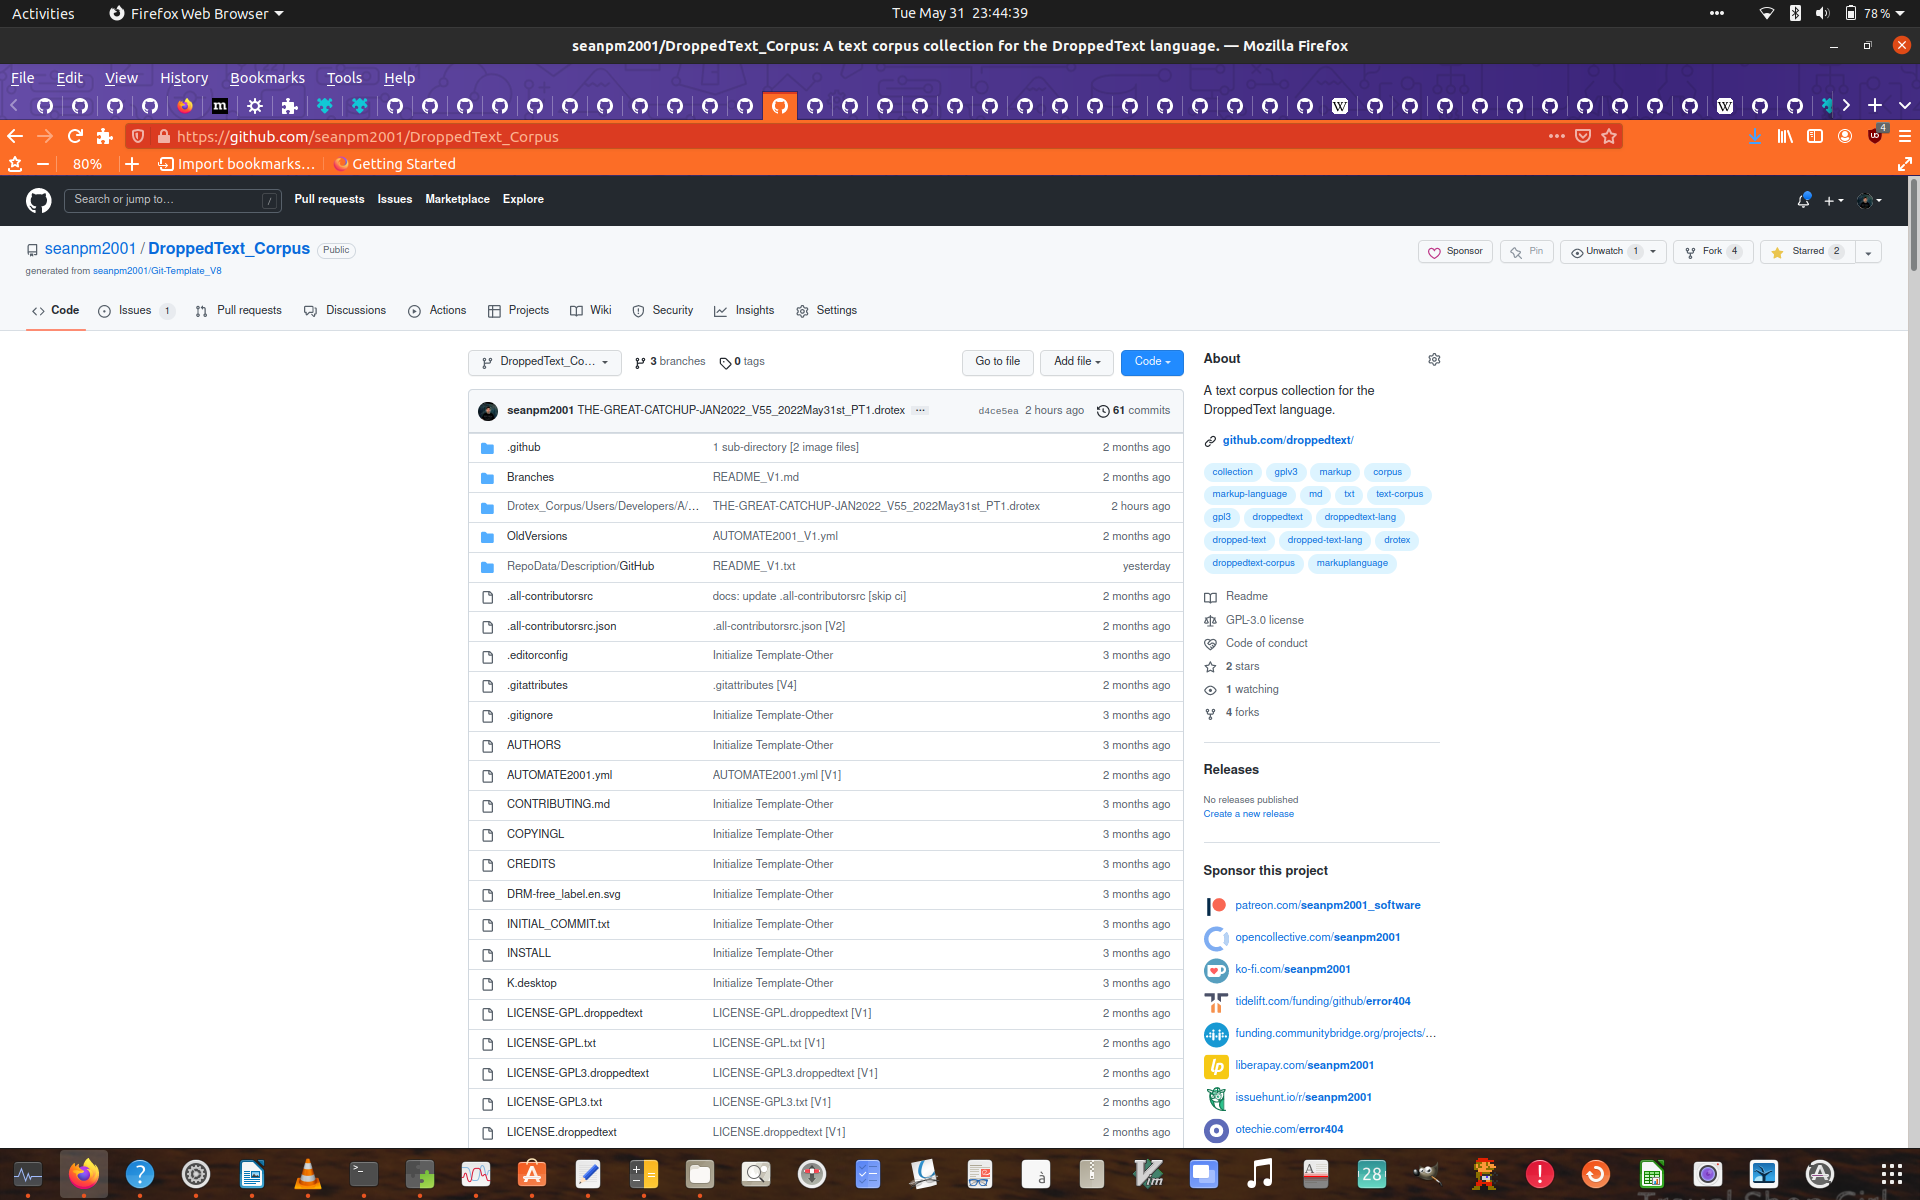 Activities
Firefox Web Browser
Tue May 31 23:44:39
78 %
seanpm2001/DroppedText_Corpus: A text corpus collection for the DroppedText language. — Mozilla Firefox
File Edit View History Bookmarks Tools Help
https://github.com/seanpm2001/DroppedText_Corpus
4
80%
Import bookmarks…
Getting Started
Search or jump to…
/
Pull requests Issues Marketplace Explore
seanpm2001 / DroppedText_Corpus
Public
Sponsor
Pin
Unwatch 1
Fork 4
Starred 2
generated from seanpm2001/Git-Template_V8
Code
Issues 1
Pull requests
Discussions
Actions
Projects
Wiki
Security
Insights
Settings
DroppedText_Co…
3 branches
0 tags
Go to file
Add file
Code
seanpm2001 THE-GREAT-CATCHUP-JAN2022_V55_2022May31st_PT1.drotex
d4ce5ea 2 hours ago
61 commits
.github 1 sub-directory [2 image files] 2 months ago
Branches README_V1.md 2 months ago
Drotex_Corpus/Users/Developers/A/… THE-GREAT-CATCHUP-JAN2022_V55_2022May31st_PT1.drotex 2 hours ago
OldVersions AUTOMATE2001_V1.yml 2 months ago
RepoData/Description/GitHub README_V1.txt yesterday
.all-contributorsrc docs: update .all-contributorsrc [skip ci] 2 months ago
.all-contributorsrc.json .all-contributorsrc.json [V2] 2 months ago
.editorconfig Initialize Template-Other 3 months ago
.gitattributes .gitattributes [V4] 2 months ago
.gitignore Initialize Template-Other 3 months ago
AUTHORS Initialize Template-Other 3 months ago
AUTOMATE2001.yml AUTOMATE2001.yml [V1] 2 months ago
CONTRIBUTING.md Initialize Template-Other 3 months ago
COPYINGL Initialize Template-Other 3 months ago
CREDITS Initialize Template-Other 3 months ago
DRM-free_label.en.svg Initialize Template-Other 3 months ago
INITIAL_COMMIT.txt Initialize Template-Other 3 months ago
INSTALL Initialize Template-Other 3 months ago
K.desktop Initialize Template-Other 3 months ago
LICENSE-GPL.droppedtext LICENSE-GPL.droppedtext [V1] 2 months ago
LICENSE-GPL.txt LICENSE-GPL.txt [V1] 2 months ago
LICENSE-GPL3.droppedtext LICENSE-GPL3.droppedtext [V1] 2 months ago
LICENSE-GPL3.txt LICENSE-GPL3.txt [V1] 2 months ago
LICENSE.droppedtext LICENSE.droppedtext [V1] 2 months ago
About
A text corpus collection for the
DroppedText language.
github.com/droppedtext/
collection gplv3 markup corpus
markup-language md txt text-corpus
gpl3 droppedtext droppedtext-lang
dropped-text dropped-text-lang drotex
droppedtext-corpus markuplanguage
Readme
GPL-3.0 license
Code of conduct
2 stars
1 watching
4 forks
Releases
No releases published
Create a new release
Sponsor this project
patreon.com/seanpm2001_software
opencollective.com/seanpm2001
ko-fi.com/seanpm2001
tidelift.com/funding/github/error404
funding.communitybridge.org/projects/…
liberapay.com/seanpm2001
issuehunt.io/r/seanpm2001
otechie.com/error404
28